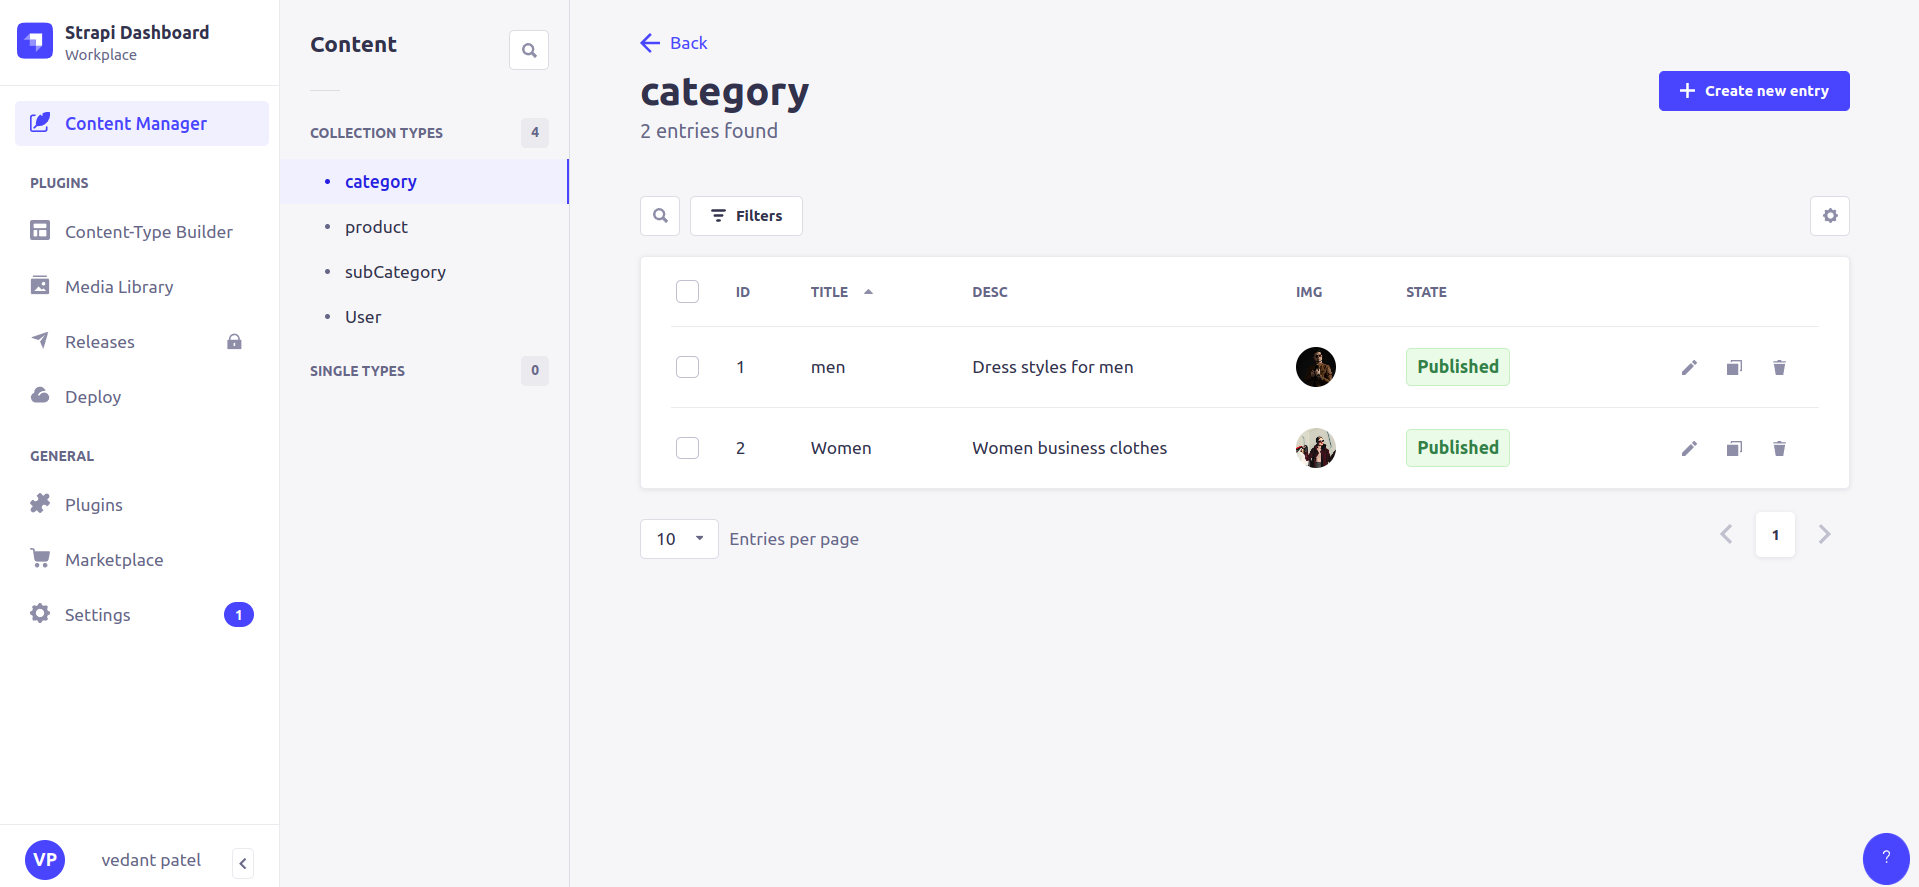 Strapi Dashboard
Workplace
Content Manager
PLUGINS
Content-Type Builder
Media Library
Releases
Deploy
GENERAL
Plugins
Marketplace
Settings 1
VP vedant patel
Content
COLLECTION TYPES 4
category
product
subCategory
User
SINGLE TYPES 0
Back
category
2 entries found
Create new entry
Filters
ID TITLE DESC IMG STATE
1 men Dress styles for men Published
2 Women Women business clothes Published
10 Entries per page
1
?